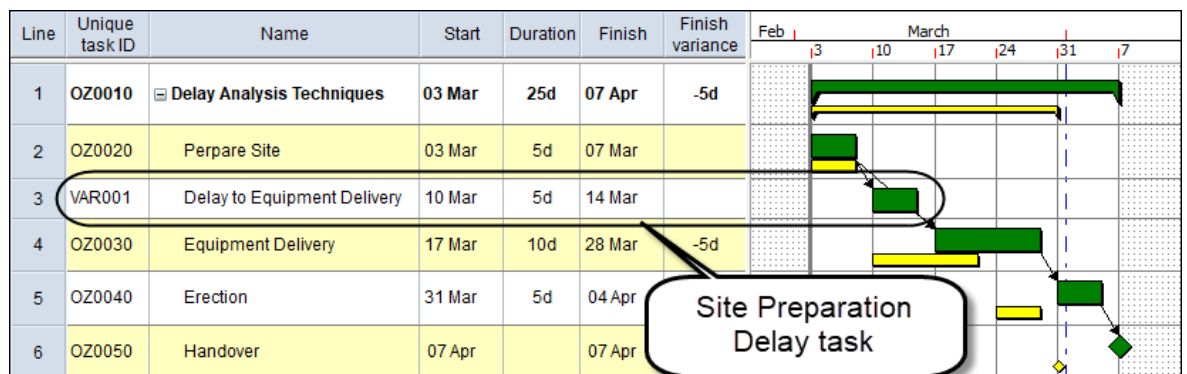 Line Unique task ID Name Start Duration Finish Finish variance Feb March
3 10 17 24 31 7
1 OZ0010 Delay Analysis Techniques 03 Mar 25d 07 Apr -5d
2 OZ0020 Perpare Site 03 Mar 5d 07 Mar
3 VAR001 Delay to Equipment Delivery 10 Mar 5d 14 Mar
4 OZ0030 Equipment Delivery 17 Mar 10d 28 Mar -5d
5 OZ0040 Erection 31 Mar 5d 04 Apr
6 OZ0050 Handover 07 Apr 07 Apr
Site Preparation
Delay task